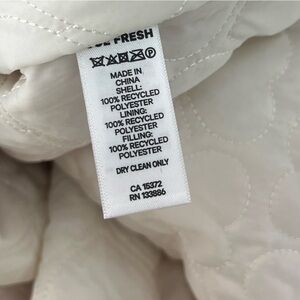 FRESH
MADE IN
CHINA
SHELL:
100% RECYCLED
POLYESTER
LINING:
100% RECYCLED
POLYESTER
FILLING:
100% RECYCLED
POLYESTER
DRY CLEAN ONLY
CA 15372
RN 133886